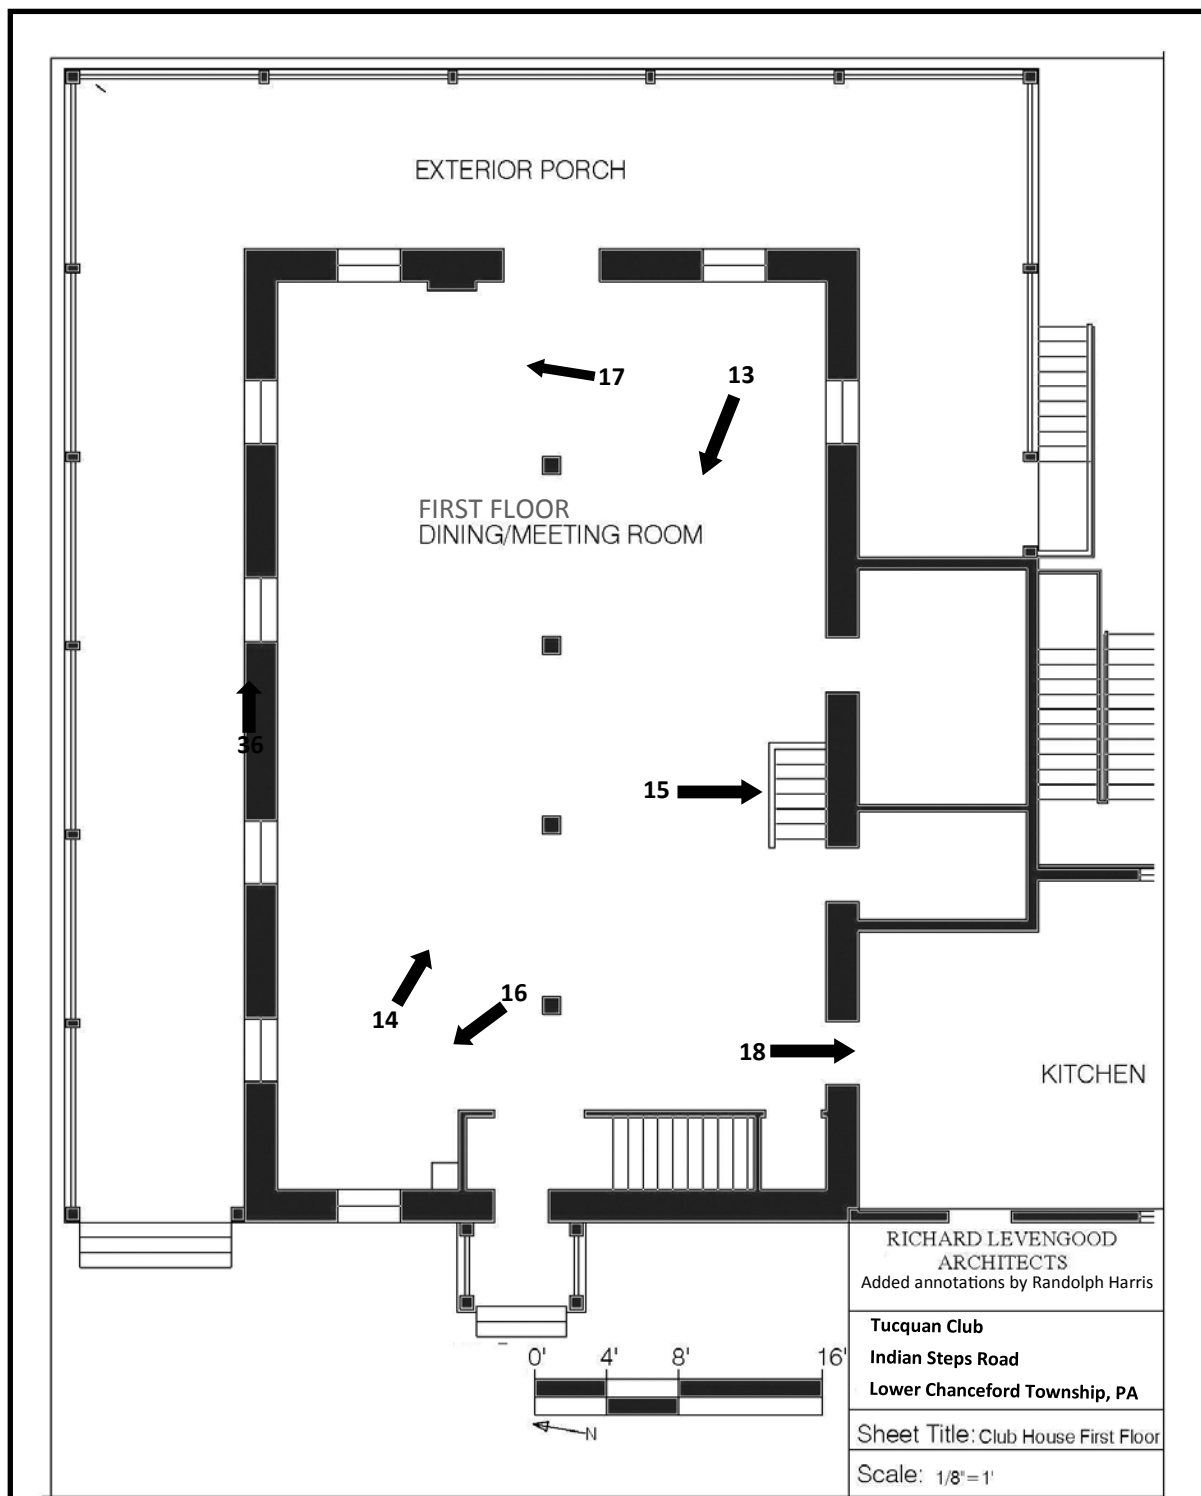 EXTERIOR PORCH
17
13
FIRST FLOOR
DINING/MEETING ROOM
36
15
14
16
18
KITCHEN
RICHARD LEVENGOOD
ARCHITECTS
Added annotations by Randolph Harris
Tucquan Club
Indian Steps Road
Lower Chanceford Township, PA
0' 4' 8' 16'
N
Sheet Title: Club House First Floor
Scale: 1/8"=1'